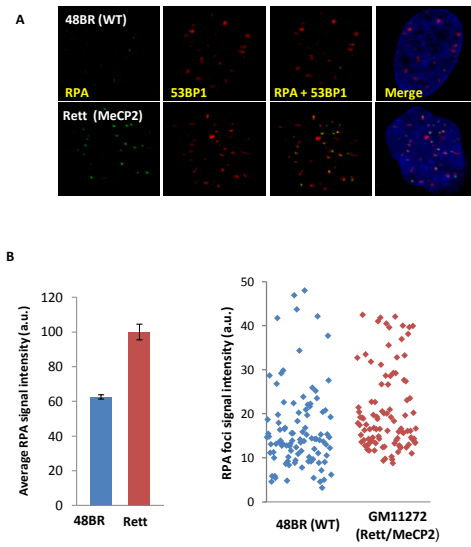 A
48BR (WT)
RPA
53BP1
RPA + 53BP1
Merge
Rett (MeCP2)
B
Average RPA signal intensity (a.u.)
120
100
80
60
40
20
0
48BR
Rett
RPA foci signal intensity (a.u.)
50
40
30
20
10
0
48BR (WT)
GM11272
(Rett/MeCP2)